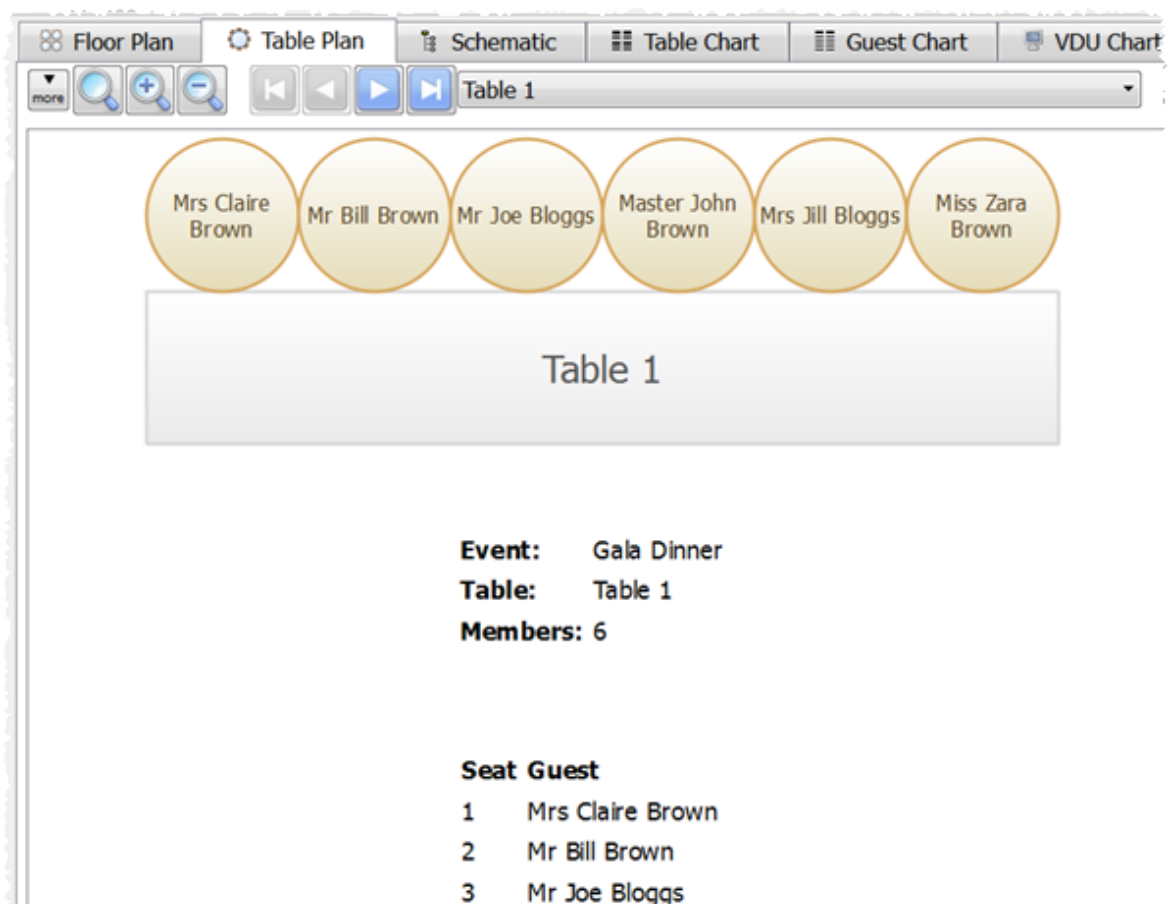 Floor Plan Table Plan Schematic Table Chart Guest Chart VDU Chart
more Table 1
Mrs Claire Brown
Mr Bill Brown
Mr Joe Bloggs
Master John Brown
Mrs Jill Bloggs
Miss Zara Brown
Table 1
Event: Gala Dinner
Table: Table 1
Members: 6
Seat Guest
1 Mrs Claire Brown
2 Mr Bill Brown
3 Mr Joe Bloggs